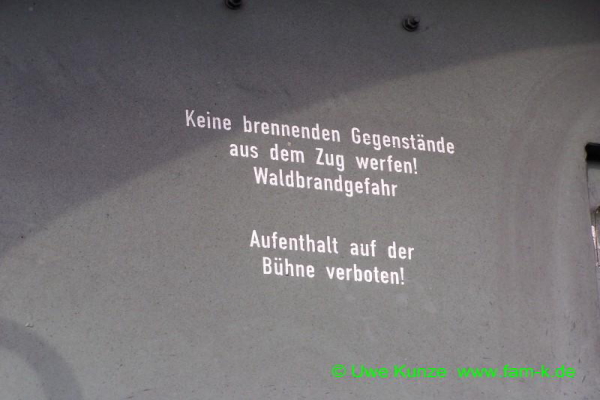 Keine brennenden Gegenstände
aus dem Zug werfen!
Waldbrandgefahr
Aufenthalt auf der
Bühne verboten!
© Uwe Kunze www.fam-k.de